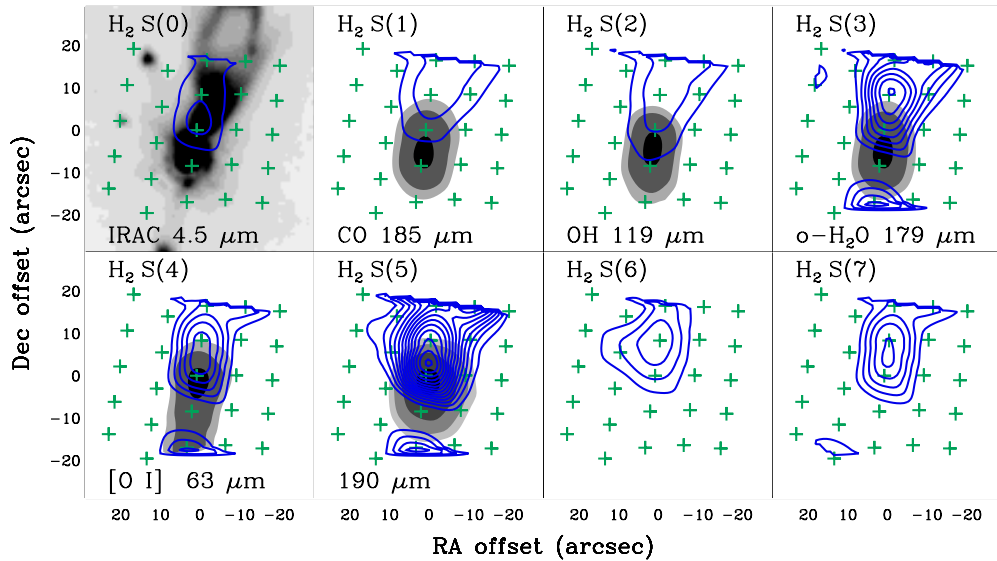 H₂ S(0) H₂ S(1) H₂ S(2) H₂ S(3)
20
10
0
−10
−20
IRAC 4.5 μm CO 185 μm OH 119 μm o−H₂O 179 μm
H₂ S(4) H₂ S(5) H₂ S(6) H₂ S(7)
20
10
0
−10
−20
[O I] 63 μm 190 μm
20 10 0 −10 −20 20 10 0 −10 −20 20 10 0 −10 −20 20 10 0 −10 −20
RA offset (arcsec)
Dec offset (arcsec)